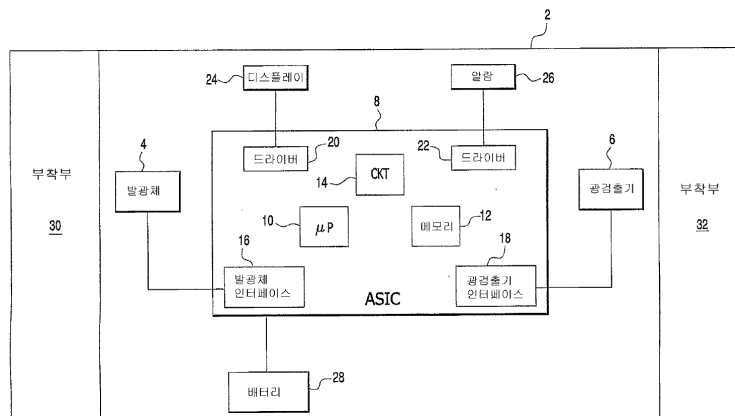 2
24
디스플레이
알람
26
8
4
20
22
6
드라이버
드라이버
부착부
30
발광체
14
CKT
광검출기
부착부
32
10
μP
메모리
12
16
18
발광체
인터페이스
ASIC
광검출기
인터페이스
배터리
28